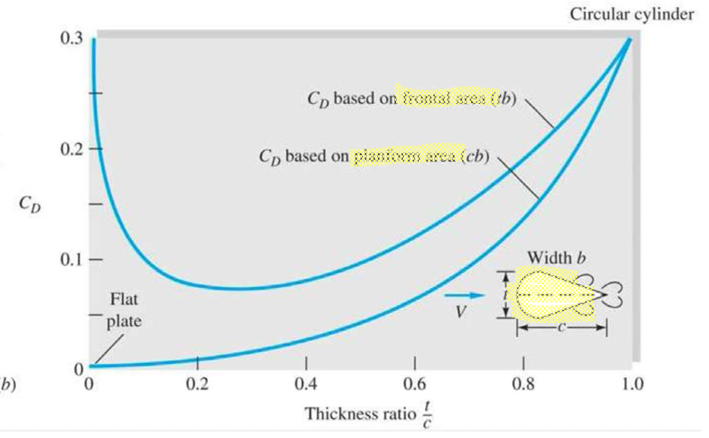 Circular cylinder
0.3
C_D based on frontal area (tb)
0.2
C_D based on planform area (cb)
C_D
0.1
Width b
Flat
plate
t
V
c
0
b)
0
0.2
0.4
0.6
0.8
1.0
Thickness ratio t/c